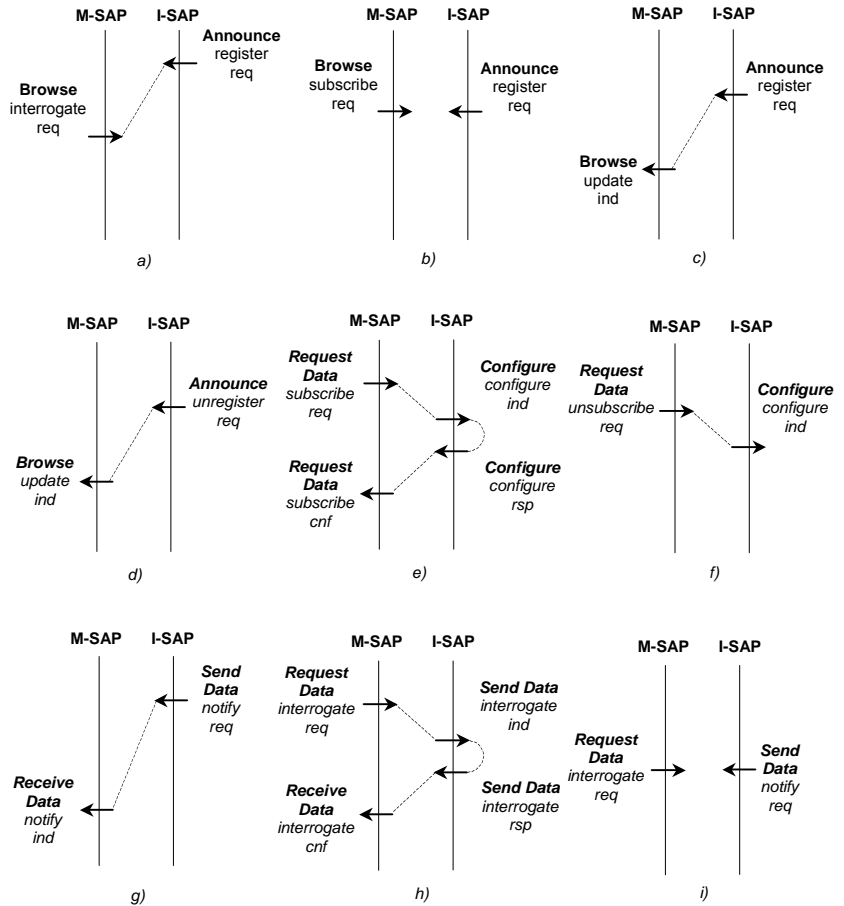 M-SAP I-SAP
Announce
register
req
Browse
interrogate
req
a)
M-SAP I-SAP
Browse
subscribe
req
Announce
register
req
b)
M-SAP I-SAP
Announce
register
req
Browse
update
ind
c)
M-SAP I-SAP
Announce
unregister
req
Browse
update
ind
d)
M-SAP I-SAP
Request
Data
subscribe
req
Configure
configure
ind
Request
Data
subscribe
cnf
Configure
configure
rsp
e)
M-SAP I-SAP
Request
Data
unsubscribe
req
Configure
configure
ind
f)
M-SAP I-SAP
Send
Data
notify
req
Receive
Data
notify
ind
g)
M-SAP I-SAP
Request
Data
interrogate
req
Send Data
interrogate
ind
Receive
Data
interrogate
cnf
Send Data
interrogate
rsp
h)
M-SAP I-SAP
Request
Data
interrogate
req
Send
Data
notify
req
i)